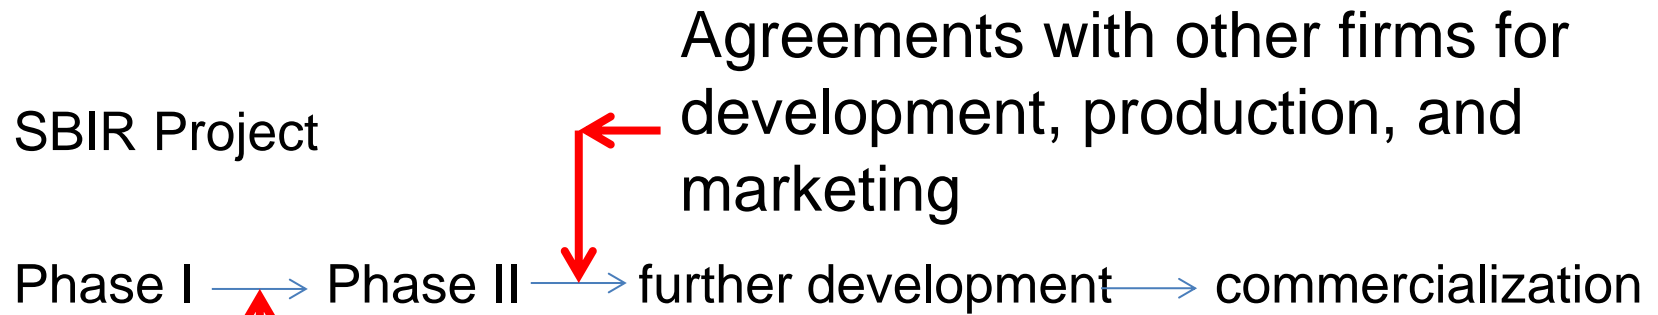 Agreements with other firms for
development, production, and
marketing
SBIR Project
Phase I Phase II further development commercialization